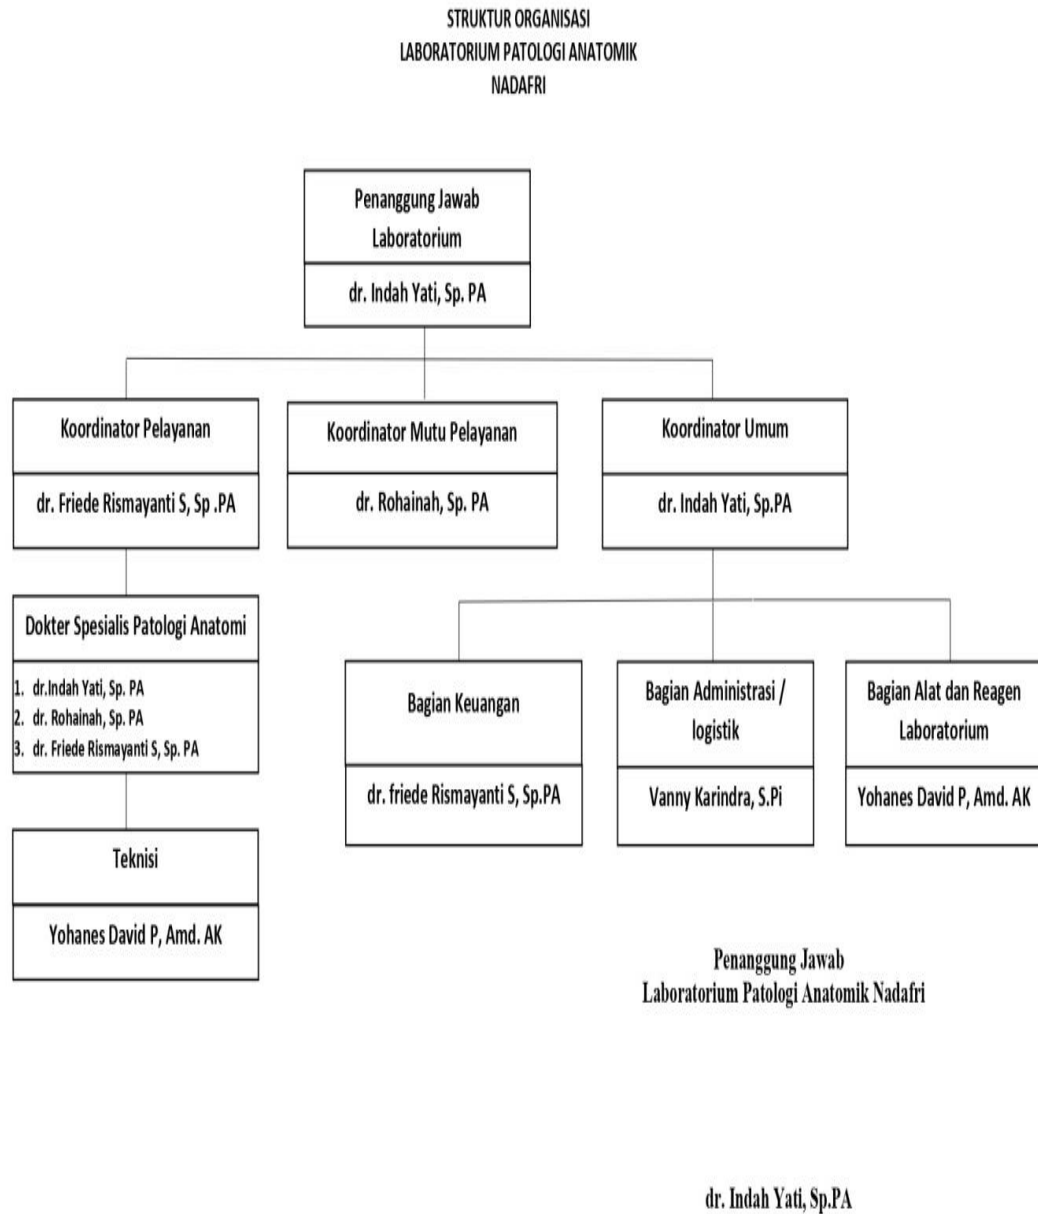 STRUKTUR ORGANISASI
LABORATORIUM PATOLOGI ANATOMIK
NADAFRI
Penanggung Jawab
Laboratorium
dr. Indah Yati, Sp. PA
Koordinator Pelayanan
dr. Friede Rismayanti S, Sp .PA
Koordinator Mutu Pelayanan
dr. Rohainah, Sp. PA
Koordinator Umum
dr. Indah Yati, Sp.PA
Dokter Spesialis Patologi Anatomi
1. dr.Indah Yati, Sp. PA
2. dr. Rohainah, Sp. PA
3. dr. Friede Rismayanti S, Sp. PA
Teknisi
Yohanes David P, Amd. AK
Bagian Keuangan
dr. friede Rismayanti S, Sp.PA
Bagian Administrasi /
logistik
Vanny Karindra, S.Pi
Bagian Alat dan Reagen
Laboratorium
Yohanes David P, Amd. AK
Penanggung Jawab
Laboratorium Patologi Anatomik Nadafri
dr. Indah Yati, Sp.PA